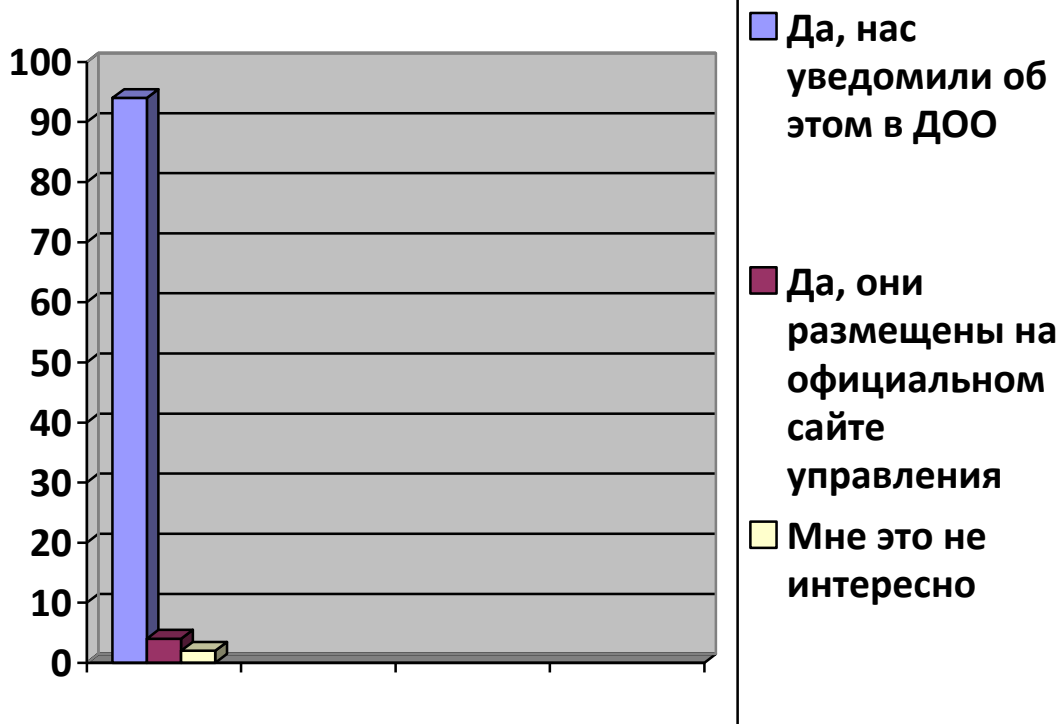 100
90
80
70
60
50
40
30
20
10
0
Да, нас
уведомили об
этом в ДОО
Да, они
размещены на
официальном
сайте
управления
Мне это не
интересно